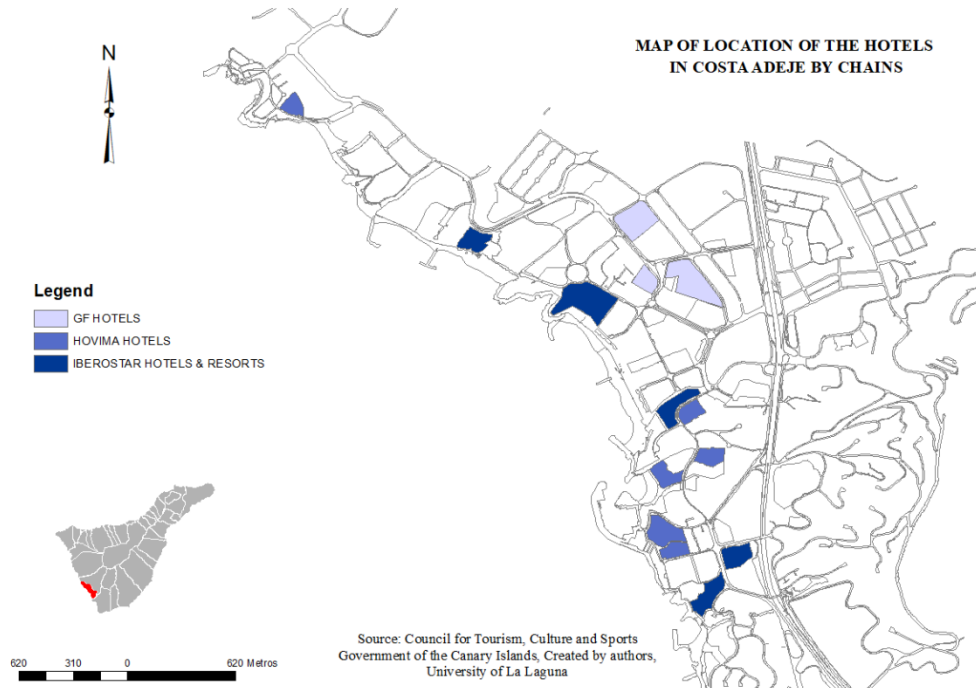 MAP OF LOCATION OF THE HOTELS
IN COSTA ADEJE BY CHAINS
N
Legend
GF HOTELS
HOVIMA HOTELS
IBEROSTAR HOTELS & RESORTS
Source: Council for Tourism, Culture and Sports
Government of the Canary Islands, Created by authors,
University of La Laguna
620 310 0 620 Metros